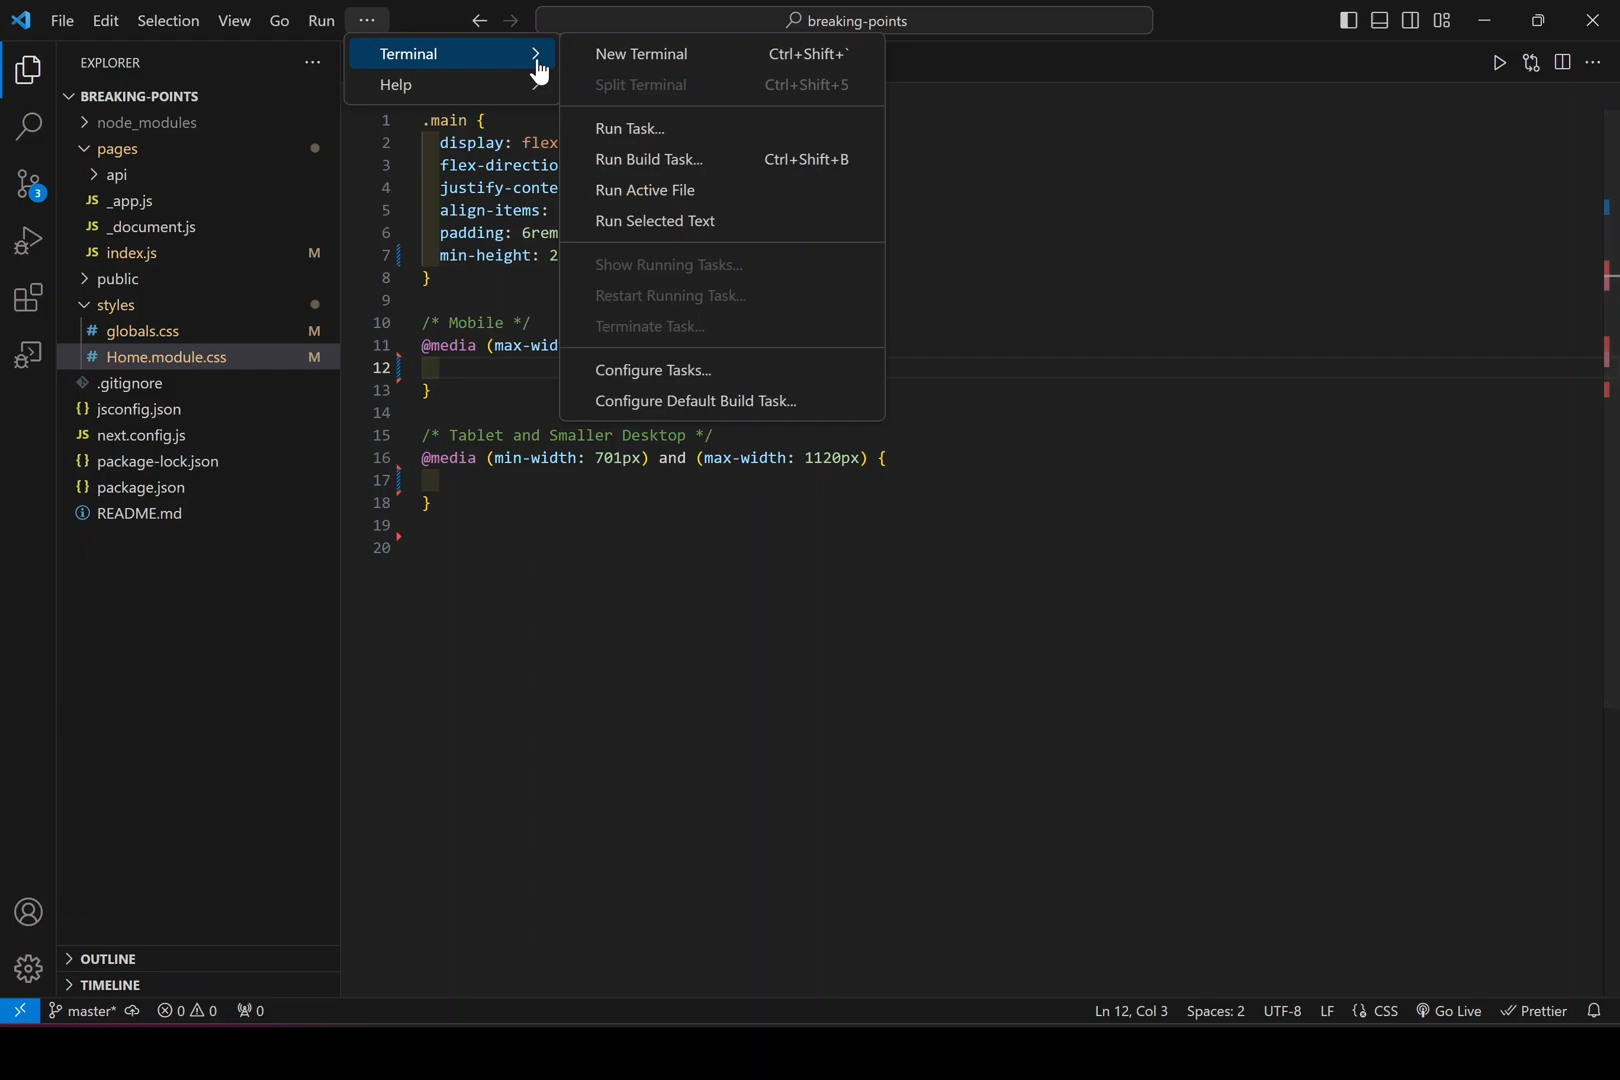 File Edit Selection View Go Run ··· breaking-points
EXPLORER ···
BREAKING-POINTS
node_modules
pages
api
JS _app.js
JS _document.js
JS index.js M
public
styles
# globals.css M
# Home.module.css M
.gitignore
{} jsconfig.json
JS next.config.js
{} package-lock.json
{} package.json
README.md
OUTLINE
TIMELINE
Terminal
Help
New Terminal Ctrl+Shift+`
Split Terminal Ctrl+Shift+5
Run Task...
Run Build Task... Ctrl+Shift+B
Run Active File
Run Selected Text
Show Running Tasks...
Restart Running Task...
Terminate Task...
Configure Tasks...
Configure Default Build Task...
1 .main {
2 display: flex
3 flex-directio
4 justify-conte
5 align-items:
6 padding: 6rem
7 min-height: 2
8 }
9
10 /* Mobile */
11 @media (max-wid
12
13 }
14
15 /* Tablet and Smaller Desktop */
16 @media (min-width: 701px) and (max-width: 1120px) {
17
18 }
19
20
3
master* 0 0 0 Ln 12, Col 3 Spaces: 2 UTF-8 LF {} CSS Go Live Prettier